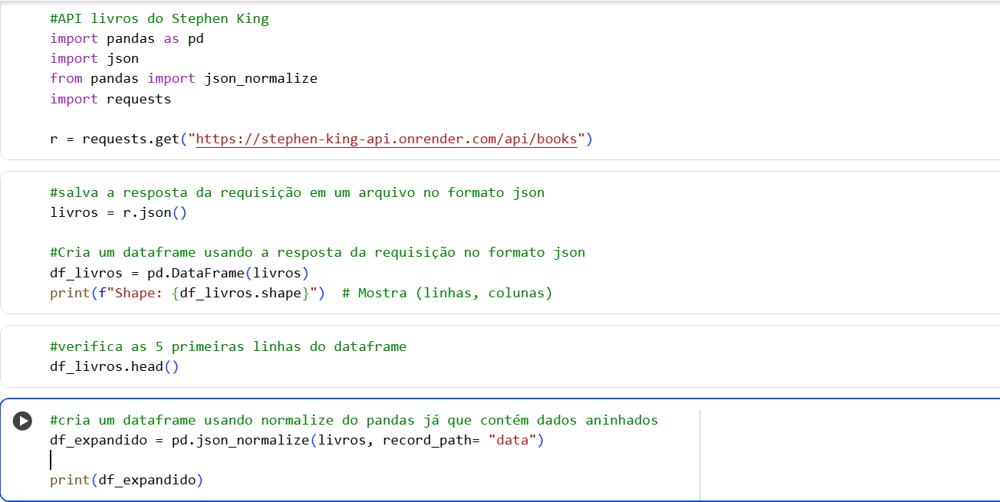 #API livros do Stephen King
import pandas as pd
import json
from pandas import json_normalize
import requests
r = requests.get("https://stephen-king-api.onrender.com/api/books")
#salva a resposta da requisição em um arquivo no formato json
livros = r.json()
#Cria um dataframe usando a resposta da requisição no formato json
df_livros = pd.DataFrame(livros)
print(f"Shape: {df_livros.shape}")  # Mostra (linhas, colunas)
#verifica as 5 primeiras linhas do dataframe
df_livros.head()
#cria um dataframe usando normalize do pandas já que contém dados aninhados
df_expandido = pd.json_normalize(livros, record_path= "data")
print(df_expandido)